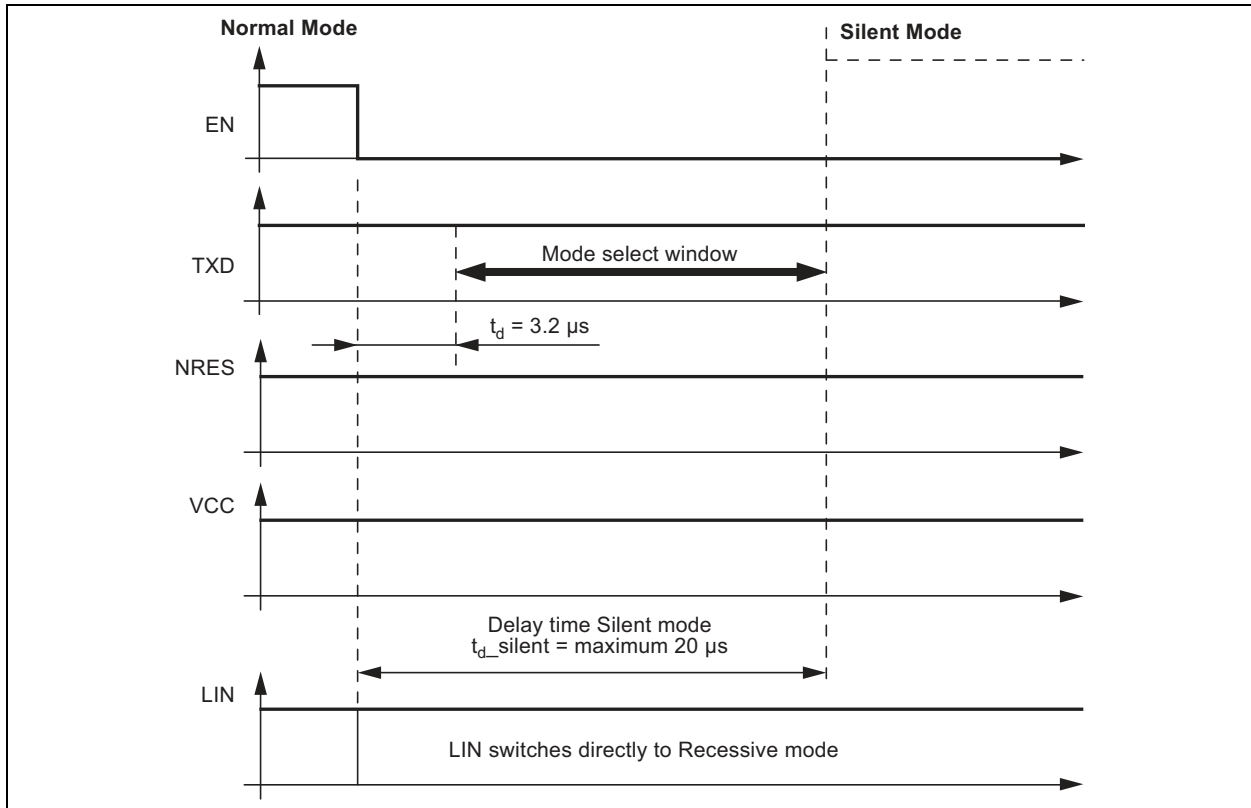 Normal Mode
Silent Mode
EN
TXD
Mode select window
t_d = 3.2 µs
NRES
VCC
Delay time Silent mode
t_d_silent = maximum 20 µs
LIN
LIN switches directly to Recessive mode